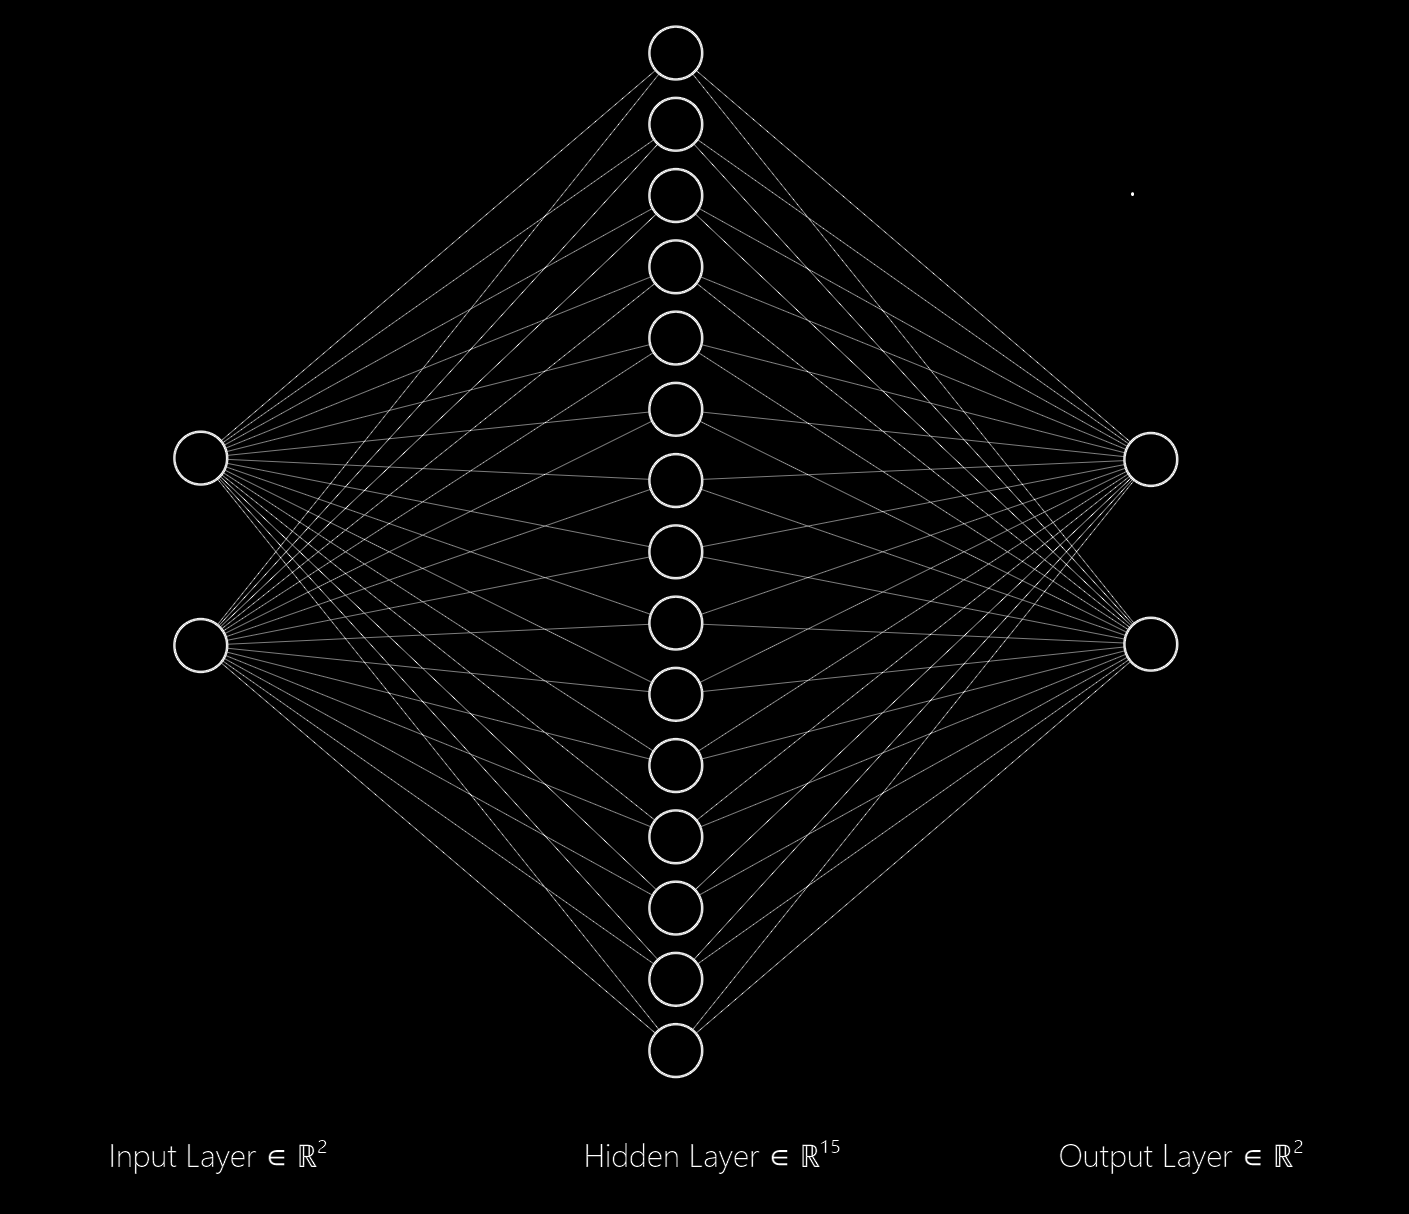 Input Layer ∈ ℝ²
Hidden Layer ∈ ℝ¹⁵
Output Layer ∈ ℝ²